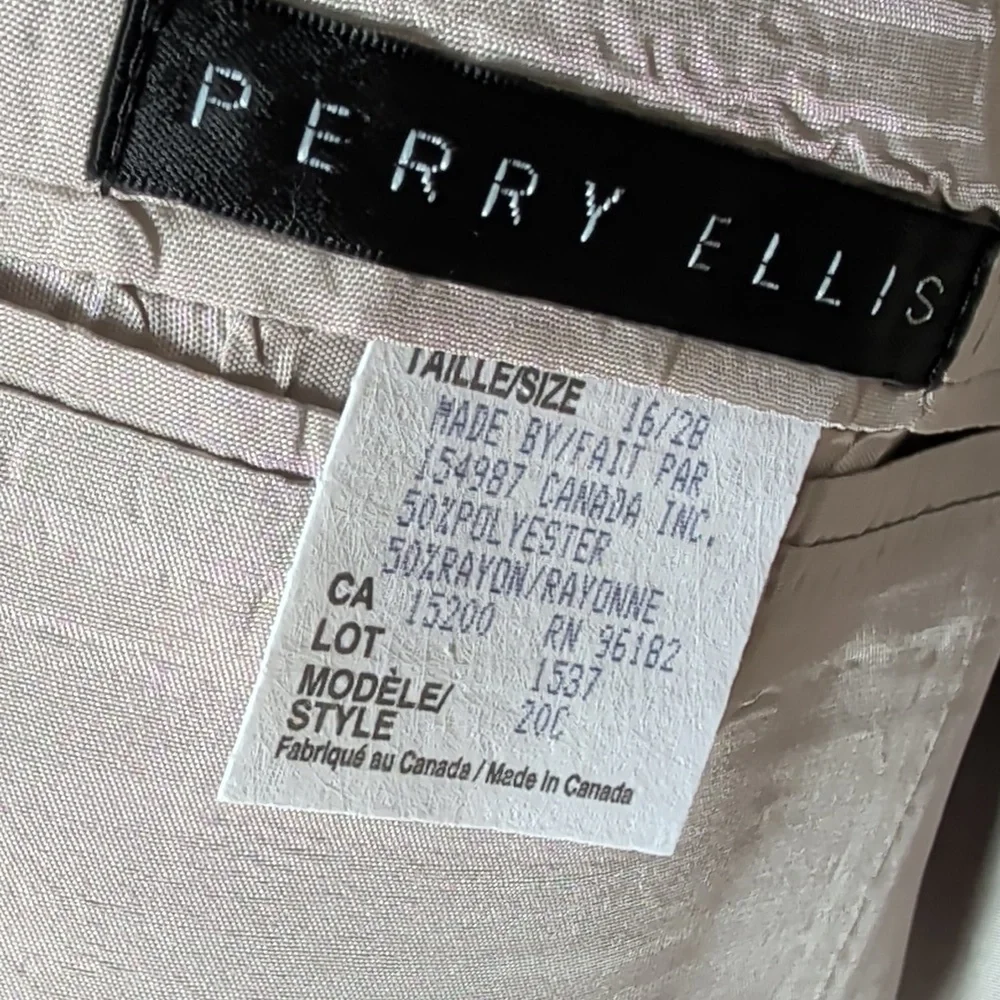 PERRY ELLIS
TAILLE/SIZE 16/28
MADE BY/FAIT PAR
154987 CANADA INC.
50%POLYESTER
50%RAYON/RAYONNE
CA 15200 RN 96182
LOT 1537
MODÈLE/
STYLE 20C
Fabriqué au Canada / Made in Canada